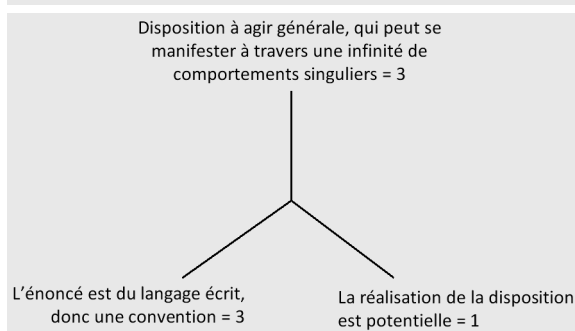 Disposition à agir générale, qui peut se
manifester à travers une infinité de
comportements singuliers = 3
L’énoncé est du langage écrit,
donc une convention = 3
La réalisation de la disposition
est potentielle = 1